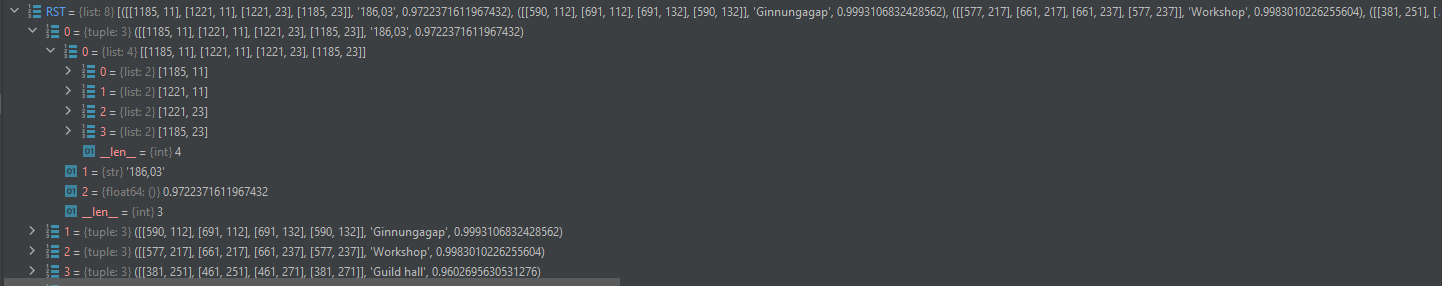 RST = {list: 8} [([[1185, 11], [1221, 11], [1221, 23], [1185, 23]], '186,03', 0.9722371611967432), ([[590, 112], [691, 112], [691, 132], [590, 132]], 'Ginnungagap', 0.9993106832428562), ([[577, 217], [661, 217], [661, 237], [577, 237]], 'Workshop', 0.9983010226255604), ([[381, 251], [
0 = {tuple: 3} ([[1185, 11], [1221, 11], [1221, 23], [1185, 23]], '186,03', 0.9722371611967432)
0 = {list: 4} [[1185, 11], [1221, 11], [1221, 23], [1185, 23]]
0 = {list: 2} [1185, 11]
1 = {list: 2} [1221, 11]
2 = {list: 2} [1221, 23]
3 = {list: 2} [1185, 23]
01 __len__ = {int} 4
01 1 = {str} '186,03'
01 2 = {float64: ()} 0.9722371611967432
01 __len__ = {int} 3
1 = {tuple: 3} ([[590, 112], [691, 112], [691, 132], [590, 132]], 'Ginnungagap', 0.9993106832428562)
2 = {tuple: 3} ([[577, 217], [661, 217], [661, 237], [577, 237]], 'Workshop', 0.9983010226255604)
3 = {tuple: 3} ([[381, 251], [461, 251], [461, 271], [381, 271]], 'Guild hall', 0.9602695630531276)